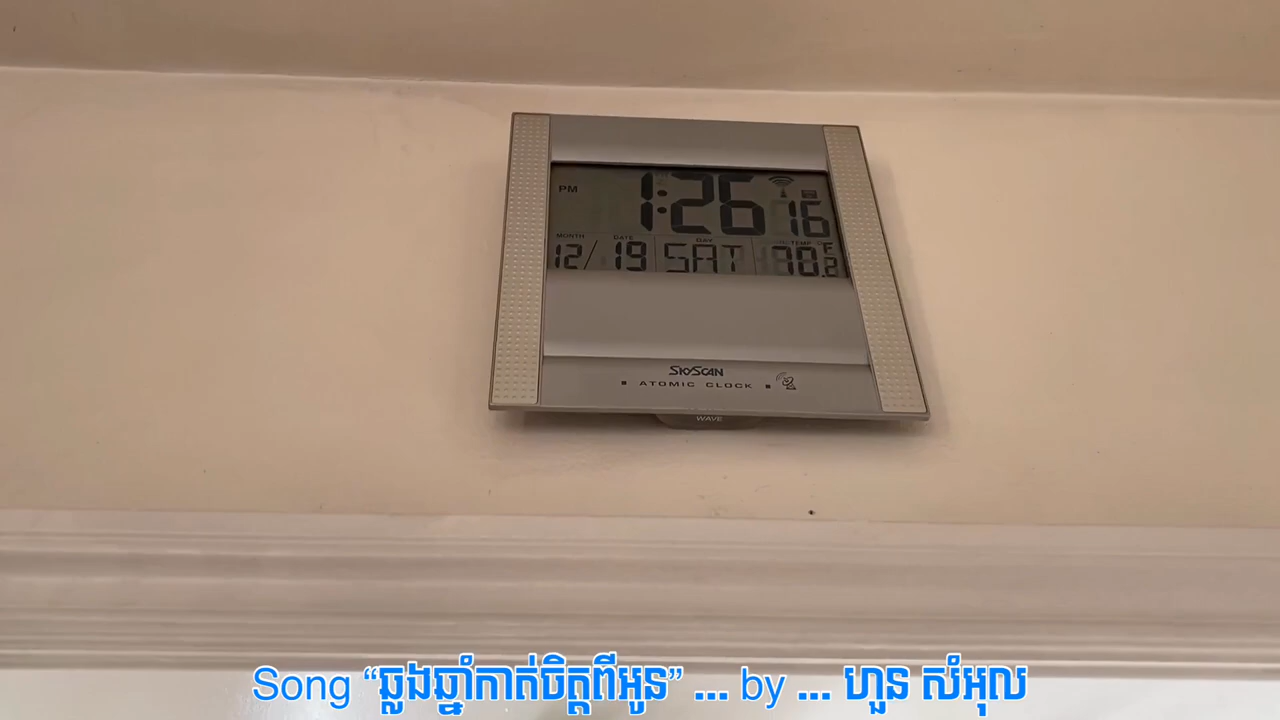 PM 1:26 16
MONTH DATE DAY TEMP
12/19 SAT 70.2 F
SKYSCAN
ATOMIC CLOCK
WAVE
Song “ឆ្លងឆ្នាំកាត់ចិត្តពីអូន” ... by ... ហួន សំអុល